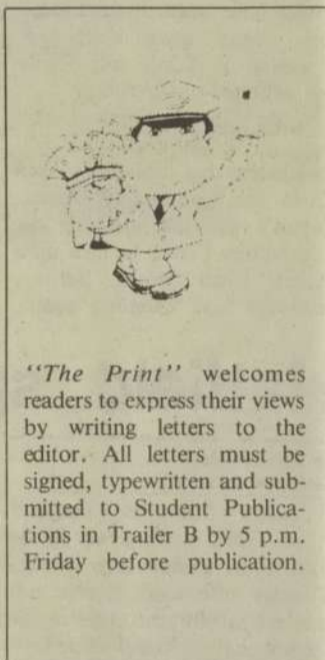 "The Print" welcomes
readers to express their views
by writing letters to the
editor. All letters must be
signed, typewritten and sub-
mitted to Student Publica-
tions in Trailer B by 5 p.m.
Friday before publication.